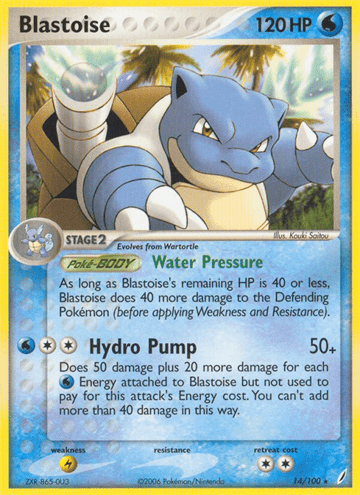 Blastoise 120 HP
Illus. Kouki Saitou
STAGE 2 Evolves from Wartortle
Poké-BODY Water Pressure
As long as Blastoise's remaining HP is 40 or less,
Blastoise does 40 more damage to the Defending
Pokémon (before applying Weakness and Resistance).
Hydro Pump 50+
Does 50 damage plus 20 more damage for each
Energy attached to Blastoise but not used to
pay for this attack's Energy cost. You can't add
more than 40 damage in this way.
weakness resistance retreat cost
ZXR-865-0U3 ©2006 Pokémon/Nintendo 14/100 ★